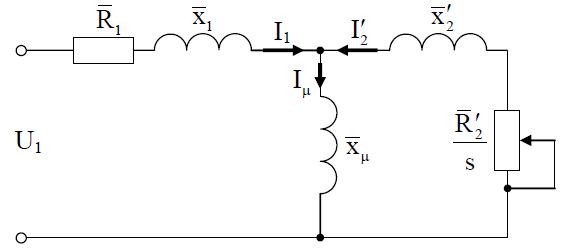 R̅₁
x̅₁
I₁
I′₂
x̅′₂
I_μ
U₁
x̅_μ
R̅′₂
s